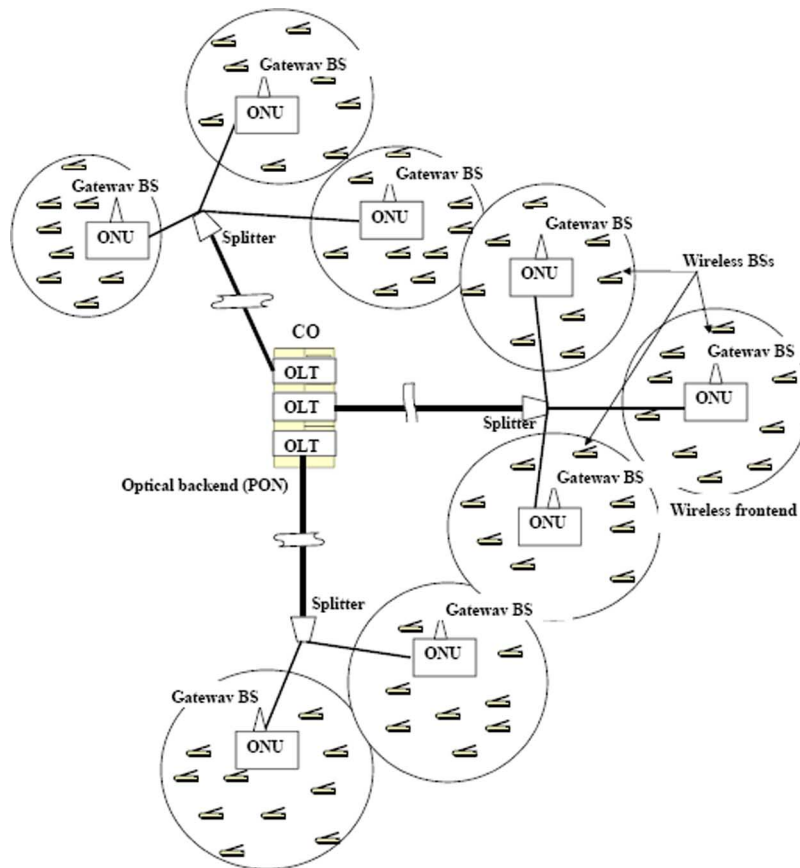 Gatewav BS
ONU
Gatewav BS
ONU
Gatewav BS
ONU
Splitter
Gatewav BS
ONU
Wireless BSs
CO
OLT
OLT
OLT
Splitter
Gatewav BS
ONU
Optical backend (PON)
Gatewav BS
ONU
Wireless frontend
Splitter
Gatewav BS
ONU
Gatewav BS
ONU